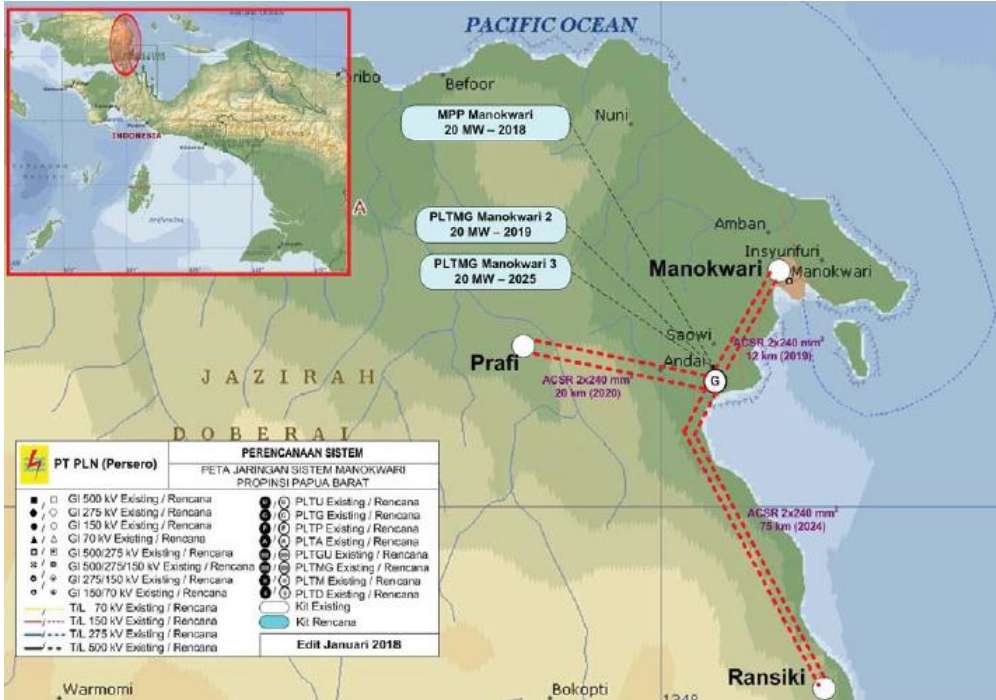 PACIFIC OCEAN
Befoor
MPP Manokwari
20 MW – 2018
Nuni
INDONESIA
A
PLTMG Manokwari 2
20 MW – 2019
Amban
Insyurifuri
PLTMG Manokwari 3
20 MW – 2025
Manokwari
Manokwari
Saowi
ACSR 2x240 mm²
12 km (2019)
Prafi
Andai
G
ACSR 2x240 mm²
20 km (2020)
JAZIRAH
DOBERAI
PT PLN (Persero)
PERENCANAAN SISTEM
PETA JARINGAN SISTEM MANOKWARI
PROPINSI PAPUA BARAT
GI 500 kV Existing / Rencana
GI 275 kV Existing / Rencana
GI 150 kV Existing / Rencana
GI 70 kV Existing / Rencana
GI 500/275 kV Existing / Rencana
GI 500/275/150 kV Existing / Rencana
GI 275/150 kV Existing / Rencana
GI 150/70 kV Existing / Rencana
T/L 70 kV Existing / Rencana
T/L 150 kV Existing / Rencana
T/L 275 kV Existing / Rencana
T/L 500 kV Existing / Rencana
PLTU Existing / Rencana
PLTG Existing / Rencana
PLTP Existing / Rencana
PLTA Existing / Rencana
PLTGU Existing / Rencana
PLTMG Existing / Rencana
PLTM Existing / Rencana
PLTD Existing / Rencana
Kit Existing
Kit Rencana
Edit Januari 2018
ACSR 2x240 mm²
75 km (2024)
Ransiki
Warmomi
Bokopti